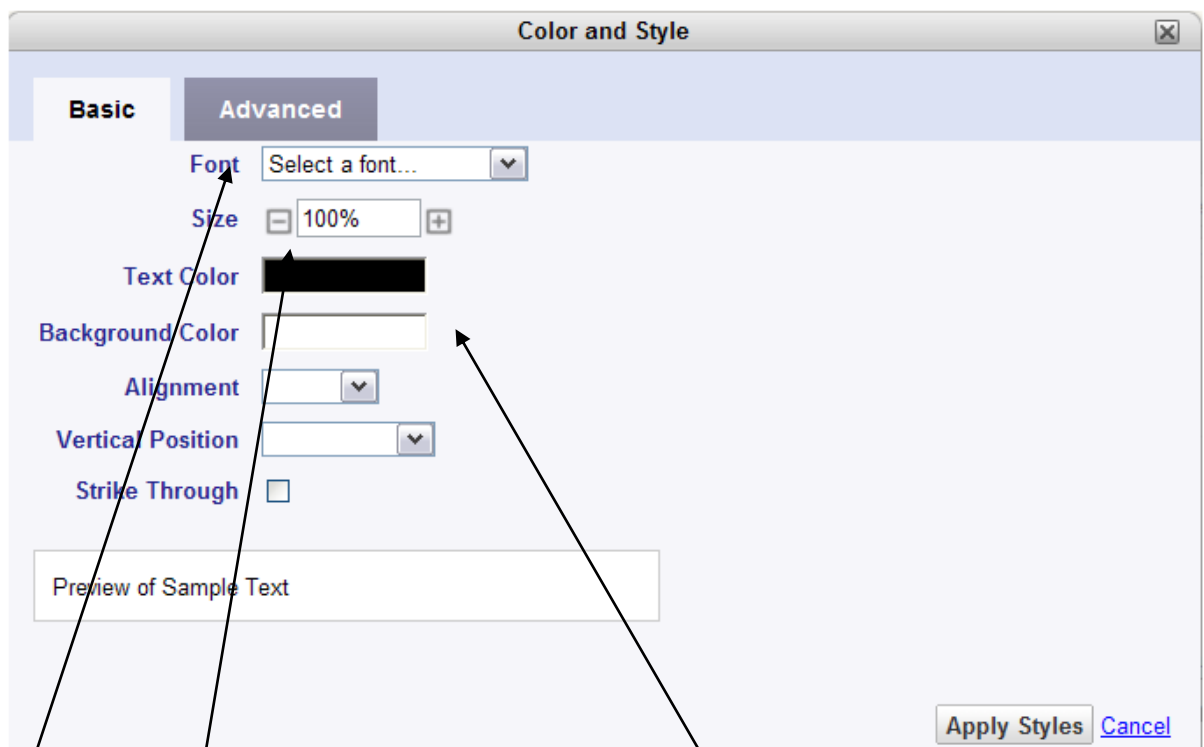 Color and Style
Basic Advanced
Font Select a font...
Size 100%
Text Color
Background Color
Alignment
Vertical Position
Strike Through
Preview of Sample Text
Apply Styles Cancel